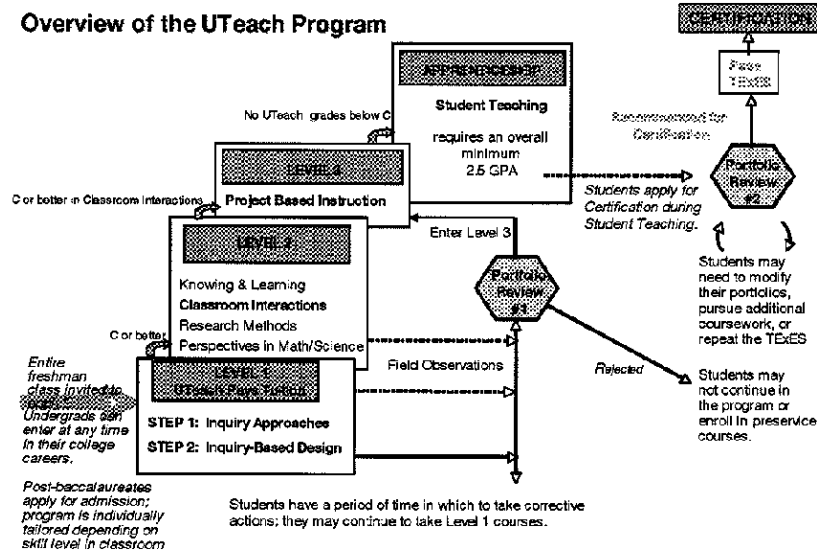 Overview of the UTeach Program
CERTIFICATION
Pass
TExES
Recommended for
Certification
Portfolio
Review
#2
APPRENTICESHIP
Student Teaching
requires an overall
minimum
2.5 GPA
No UTeach grades below C
Students apply for
Certification during
Student Teaching.
LEVEL 3
Project Based Instruction
C or better in Classroom Interactions
Enter Level 3
LEVEL 2
Knowing & Learning
Classroom Interactions
Research Methods
Perspectives in Math/Science
Portfolio
Review
#1
Students may
need to modify
their portfolios,
pursue additional
coursework, or
repeat the TExES
C or better
LEVEL 1
UTeach Pays Tuition
STEP 1: Inquiry Approaches
STEP 2: Inquiry-Based Design
Field Observations
Rejected
Students may
not continue in
the program or
enroll in preservice
courses.
Entire
freshman
class invited to
Undergrads can
enter at any time
in their college
careers.
Post-baccalaureates
apply for admission;
program is individually
tailored depending on
skill level in classroom
Students have a period of time in which to take corrective
actions; they may continue to take Level 1 courses.